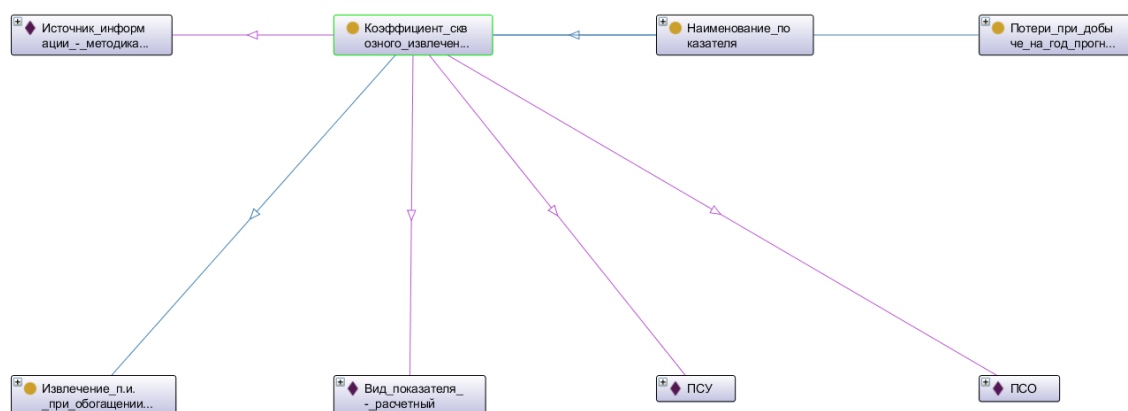 Источник_информ
ации_-_методика...
Коэффициент_скв
озного_извлечен...
Наименование_по
казателя
Потери_при_добы
че_на_год_прогн...
Извлечение_п.и.
_при_обогащении...
Вид_показателя_
-_расчетный
ПСУ
ПСО